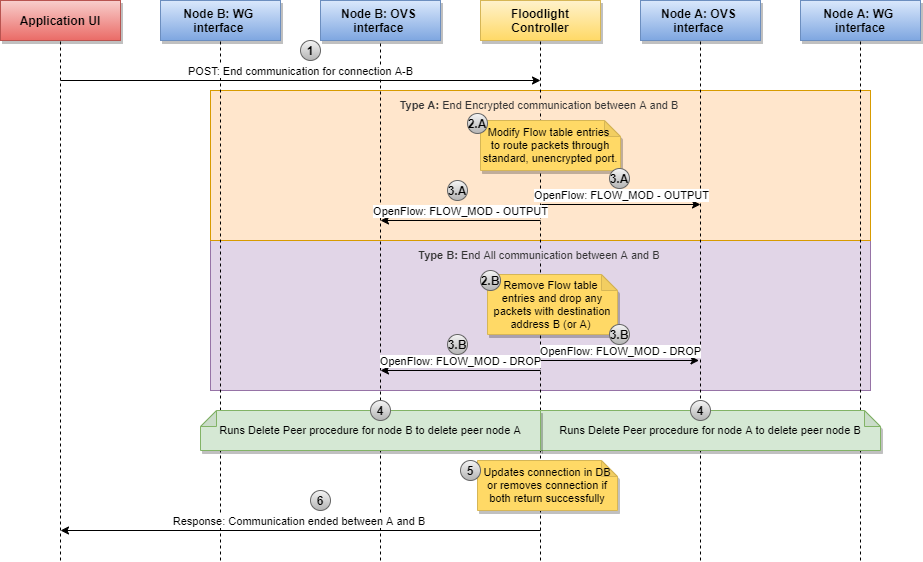 Application UI
Node B: WG
interface
Node B: OVS
interface
Floodlight
Controller
Node A: OVS
interface
Node A: WG
interface
1
POST: End communication for connection A-B
Type A: End Encrypted communication between A and B
2.A
Modify Flow table entries
to route packets through
standard, unencrypted port.
3.A
3.A
OpenFlow: FLOW_MOD - OUTPUT
OpenFlow: FLOW_MOD - OUTPUT
Type B: End All communication between A and B
2.B
Remove Flow table
entries and drop any
packets with destination
address B (or A)
3.B
3.B
OpenFlow: FLOW_MOD - DROP
OpenFlow: FLOW_MOD - DROP
4
4
Runs Delete Peer procedure for node B to delete peer node A
Runs Delete Peer procedure for node A to delete peer node B
5
Updates connection in DB
or removes connection if
both return successfully
6
Response: Communication ended between A and B